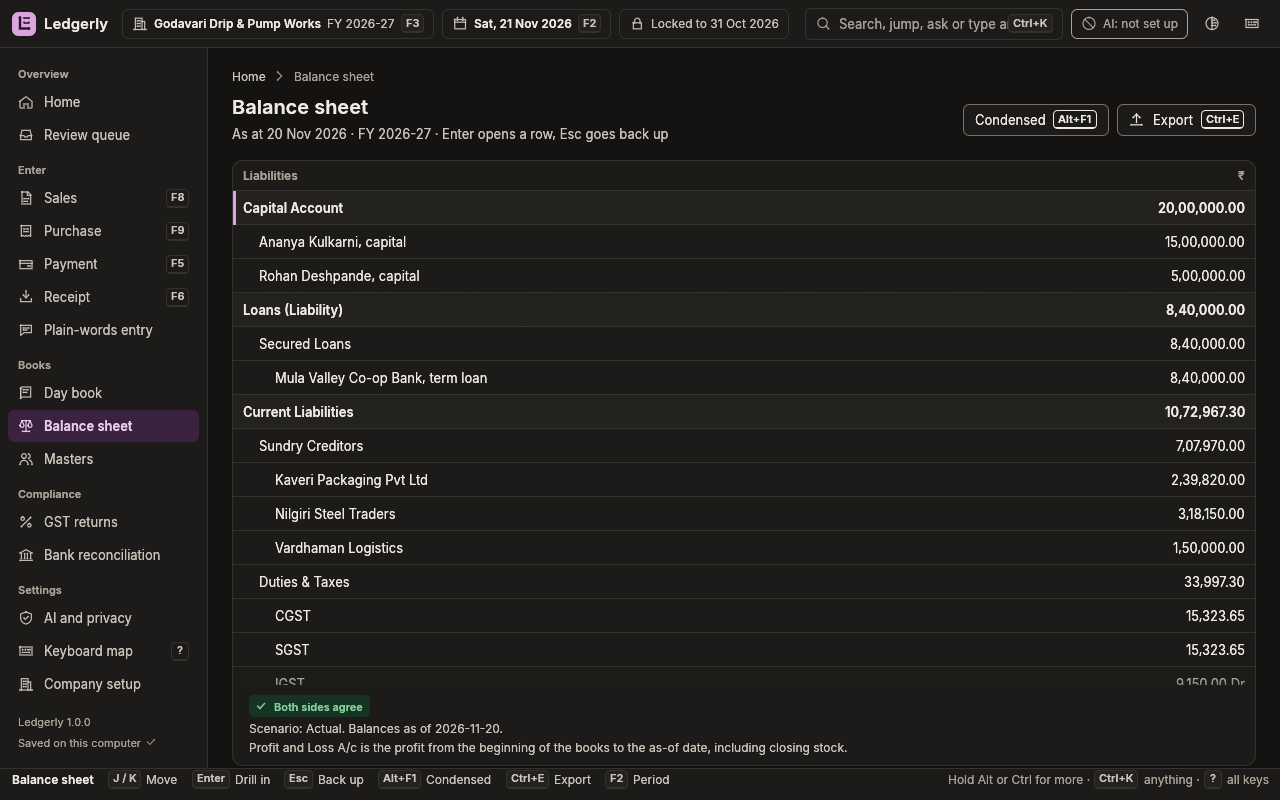 Ledgerly
Godavari Drip & Pump Works FY 2026-27 F3
Sat, 21 Nov 2026 F2
Locked to 31 Oct 2026
Search, jump, ask or type a Ctrl+K
AI: not set up
Overview
Home
Review queue
Enter
Sales F8
Purchase F9
Payment F5
Receipt F6
Plain-words entry
Books
Day book
Balance sheet
Masters
Compliance
GST returns
Bank reconciliation
Settings
AI and privacy
Keyboard map ?
Company setup
Ledgerly 1.0.0
Saved on this computer
Home > Balance sheet
Balance sheet
As at 20 Nov 2026 · FY 2026-27 · Enter opens a row, Esc goes back up
Condensed Alt+F1
Export Ctrl+E
Liabilities ₹
Capital Account 20,00,000.00
Ananya Kulkarni, capital 15,00,000.00
Rohan Deshpande, capital 5,00,000.00
Loans (Liability) 8,40,000.00
Secured Loans 8,40,000.00
Mula Valley Co-op Bank, term loan 8,40,000.00
Current Liabilities 10,72,967.30
Sundry Creditors 7,07,970.00
Kaveri Packaging Pvt Ltd 2,39,820.00
Nilgiri Steel Traders 3,18,150.00
Vardhaman Logistics 1,50,000.00
Duties & Taxes 33,997.30
CGST 15,323.65
SGST 15,323.65
IGST 9,150.00 Dr
Both sides agree
Scenario: Actual. Balances as of 2026-11-20.
Profit and Loss A/c is the profit from the beginning of the books to the as-of date, including closing stock.
Balance sheet J / K Move Enter Drill in Esc Back up Alt+F1 Condensed Ctrl+E Export F2 Period
Hold Alt or Ctrl for more · Ctrl+K anything · ? all keys